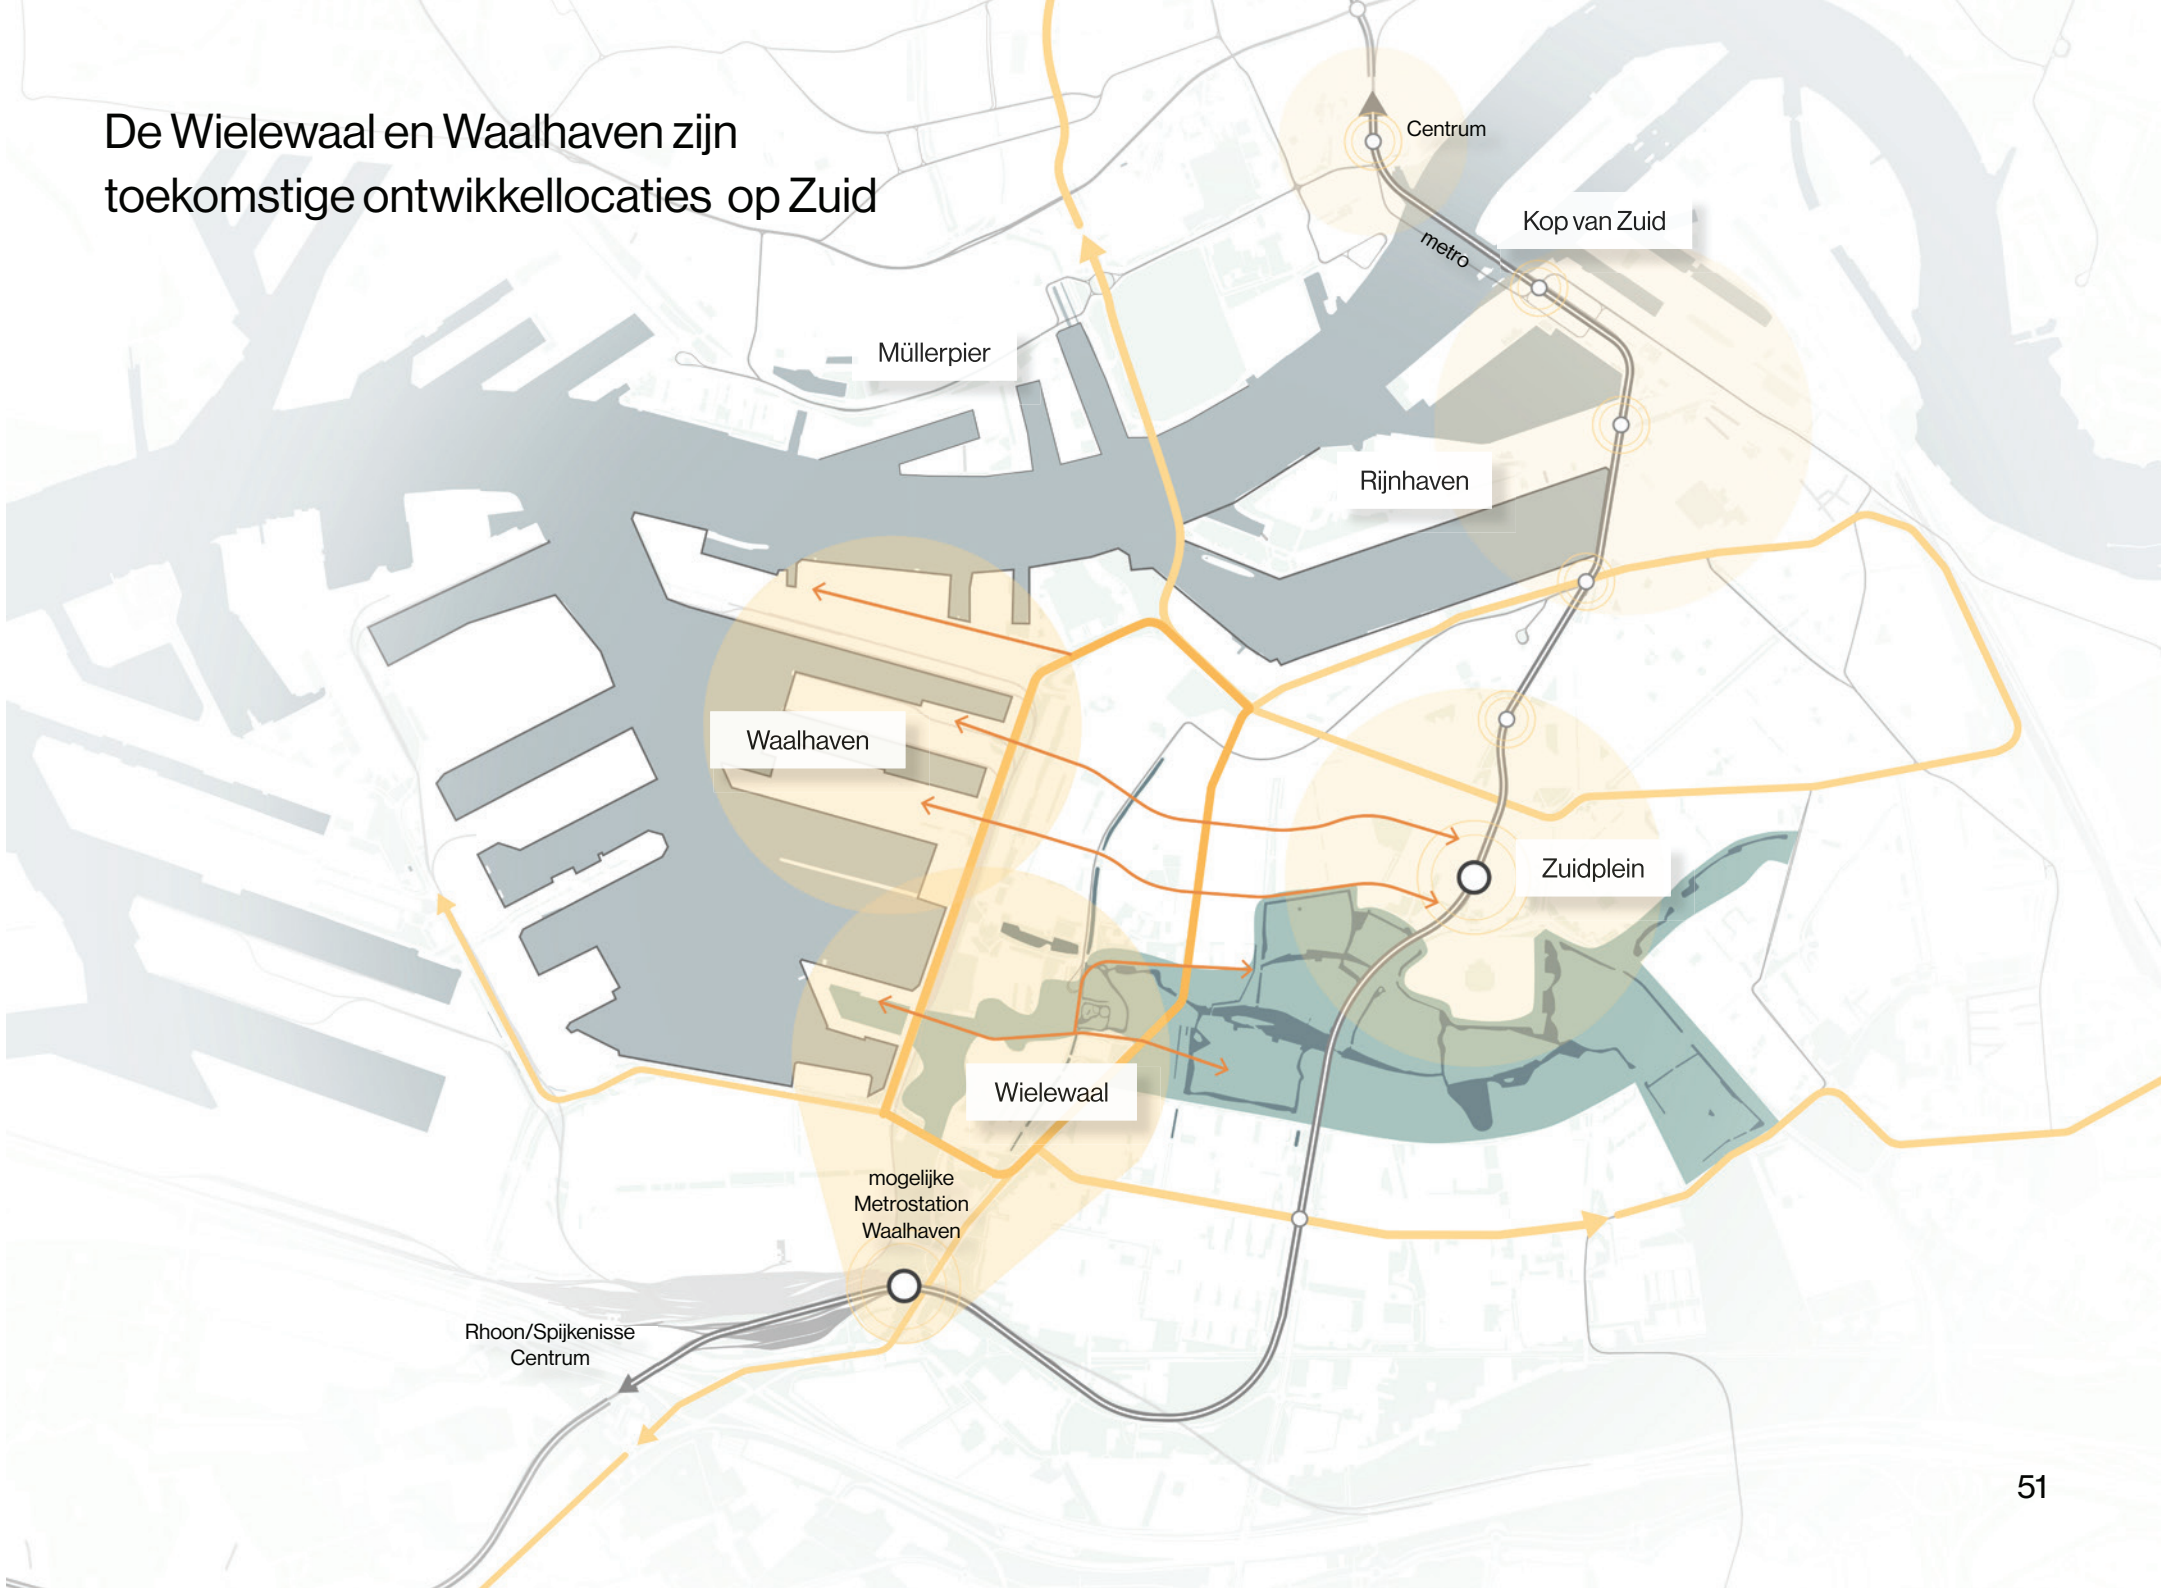 De Wielewaal en Waalhaven zijn
toekomstige ontwikkellocaties op Zuid
Centrum
Kop van Zuid
metro
Müllerpier
Rijnhaven
Waalhaven
Zuidplein
Wielewaal
mogelijke
Metrostation
Waalhaven
Rhoon/Spijkenisse
Centrum
51